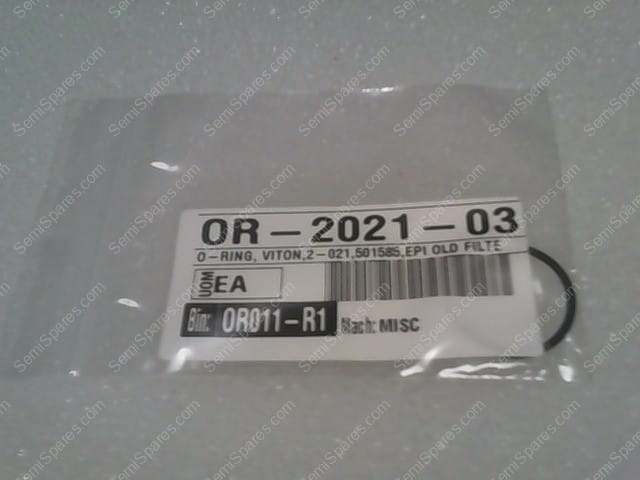 OR-2021-03
O-RING, VITON,2-021,501585,EPI OLD FILTE
UOM EA
Bin: OR011-R1 Mach: MISC
SemiSpares.com